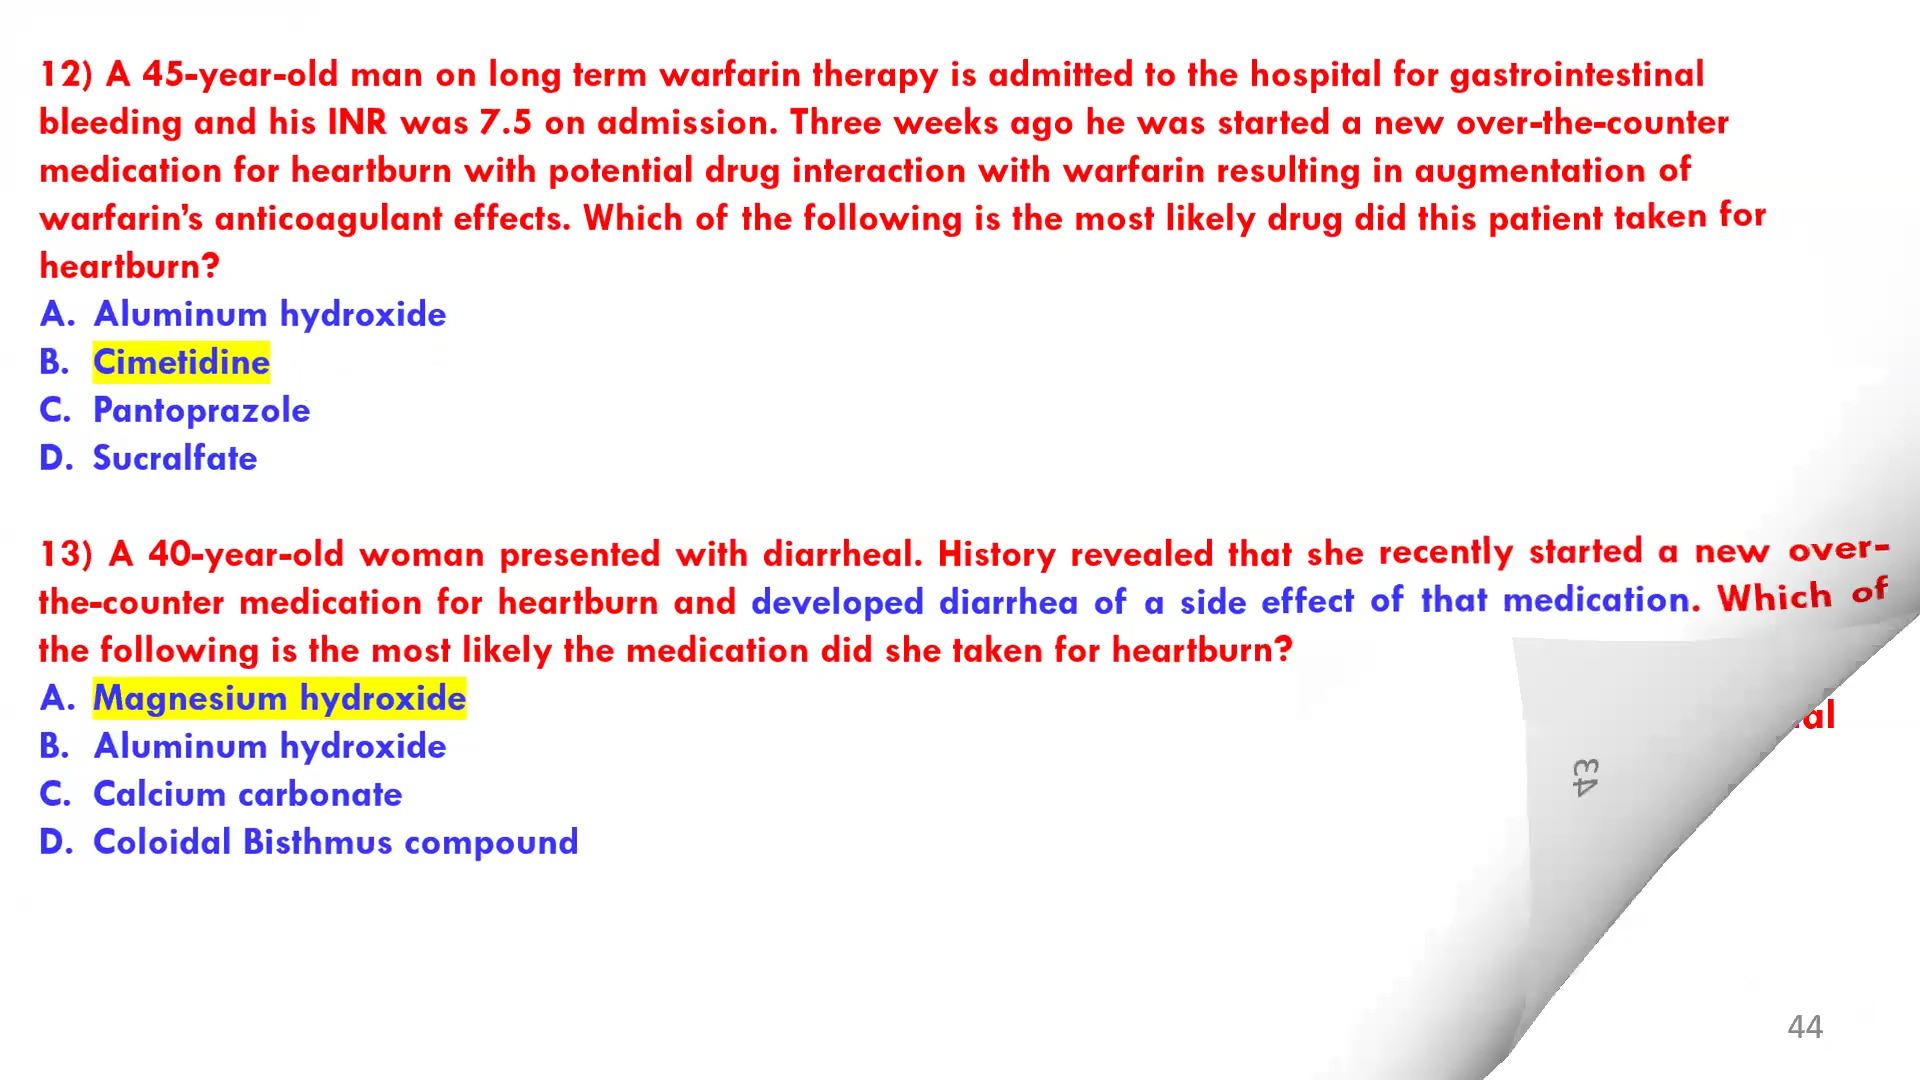 12) A 45-year-old man on long term warfarin therapy is admitted to the hospital for gastrointestinal
bleeding and his INR was 7.5 on admission. Three weeks ago he was started a new over-the-counter
medication for heartburn with potential drug interaction with warfarin resulting in augmentation of
warfarin’s anticoagulant effects. Which of the following is the most likely drug did this patient taken for
heartburn?
A. Aluminum hydroxide
B. Cimetidine
C. Pantoprazole
D. Sucralfate
13) A 40-year-old woman presented with diarrheal. History revealed that she recently started a new over-
the-counter medication for heartburn and developed diarrhea of a side effect of that medication. Which of
the following is the most likely the medication did she taken for heartburn?
A. Magnesium hydroxide
B. Aluminum hydroxide
C. Calcium carbonate
D. Coloidal Bisthmus compound
43
44